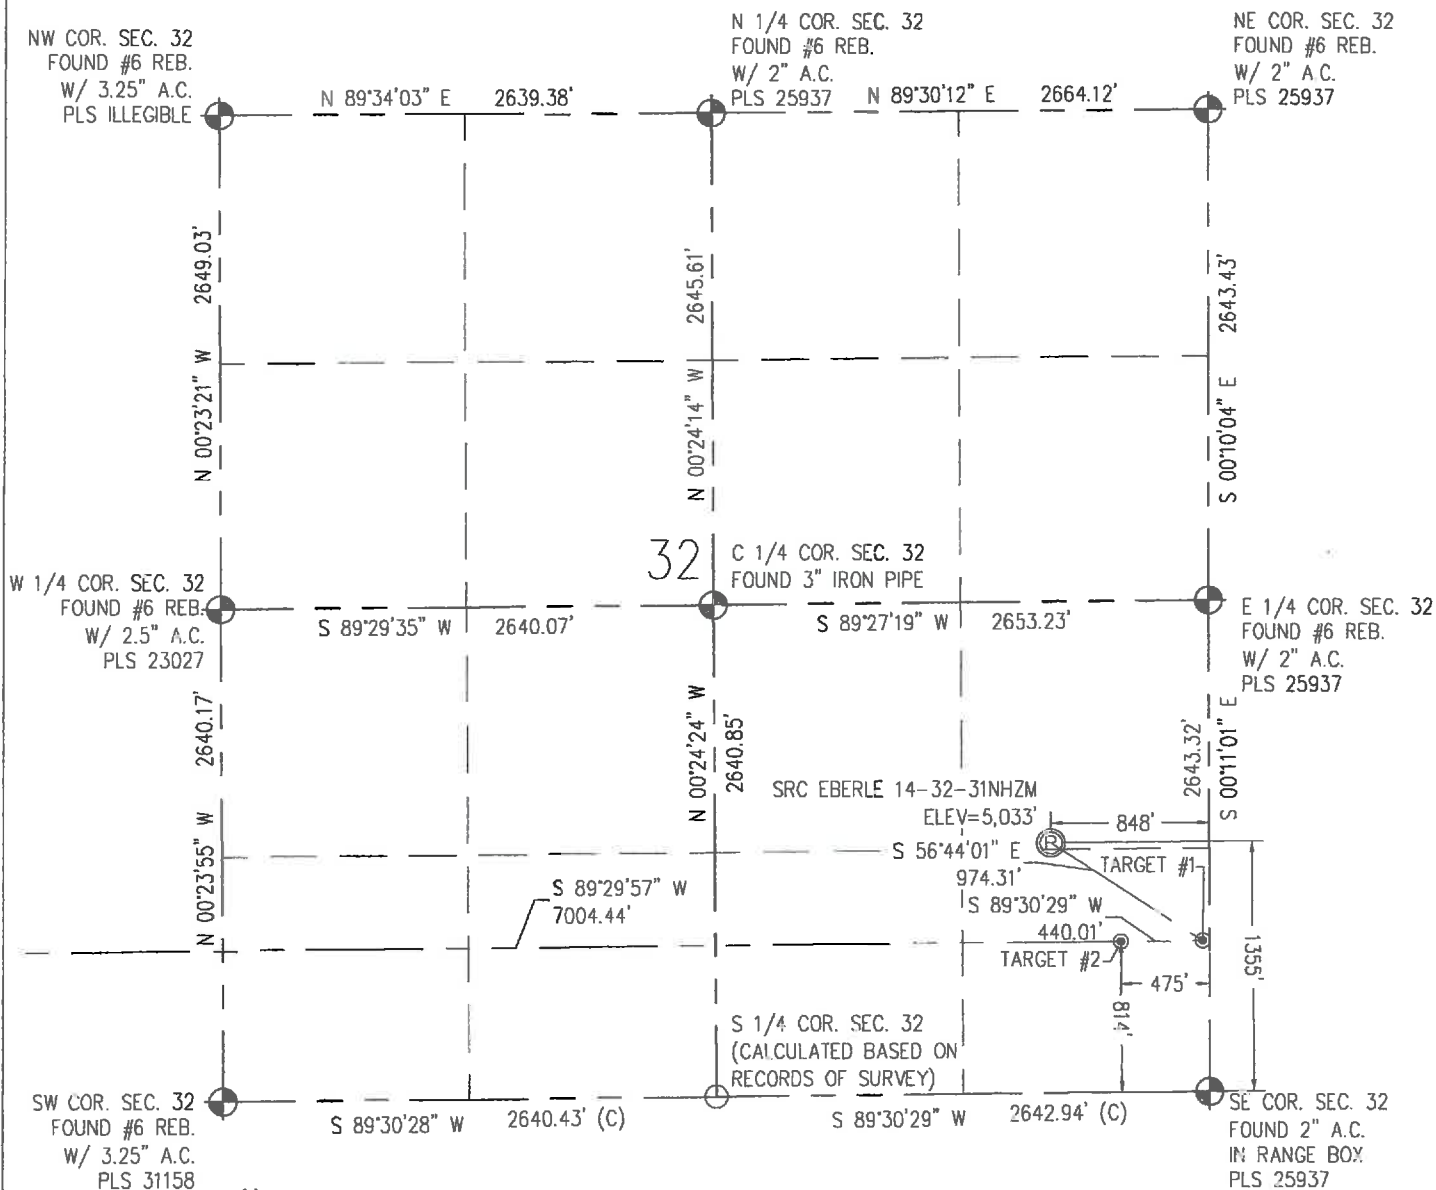 NW COR. SEC. 32
FOUND #6 REB.
W/ 3.25" A.C.
PLS ILLEGIBLE
N 1/4 COR. SEC. 32
FOUND #6 REB.
W/ 2" A.C.
PLS 25937
NE COR. SEC. 32
FOUND #6 REB.
W/ 2" A.C.
PLS 25937
N 89°34'03" E 2639.38'
N 89°30'12" E 2664.12'
N 00°23'21" W 2649.03'
N 00°24'14" W 2645.61'
S 00°10'04" E 2643.43'
32
C 1/4 COR. SEC. 32
FOUND 3" IRON PIPE
W 1/4 COR. SEC. 32
FOUND #6 REB.
W/ 2.5" A.C.
PLS 23027
S 89°29'35" W 2640.07'
S 89°27'19" W 2653.23'
E 1/4 COR. SEC. 32
FOUND #6 REB.
W/ 2" A.C.
PLS 25937
N 00°23'55" W 2640.17'
N 00°24'24" W
2640.85'
2643.32'
S 00°11'01" E
SRC EBERLE 14-32-31NHZM
ELEV=5,033'
R
848'
S 56°44'01" E
974.31'
TARGET #1
S 89°30'29" W
440.01'
TARGET #2
475'
814'
1355'
S 89°29'57" W
7004.44'
S 1/4 COR. SEC. 32
(CALCULATED BASED ON
RECORDS OF SURVEY)
SW COR. SEC. 32
FOUND #6 REB.
W/ 3.25" A.C.
PLS 31158
S 89°30'28" W 2640.43' (C)
S 89°30'29" W 2642.94' (C)
SE COR. SEC. 32
FOUND 2" A.C.
IN RANGE BOX
PLS 25937